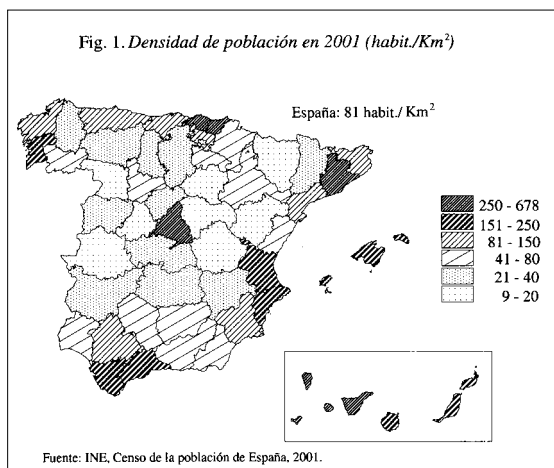 Fig. 1. Densidad de población en 2001 (habit./Km²)
España: 81 habit./ Km²
250 - 678
151 - 250
81 - 150
41 - 80
21 - 40
9 - 20
Fuente: INE, Censo de la población de España, 2001.